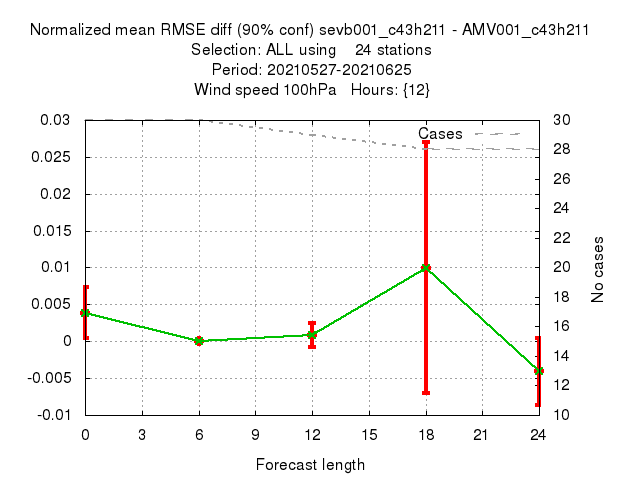 Normalized mean RMSE diff (90% conf) sevb001_c43h211 - AMV001_c43h211
Selection: ALL using    24 stations
Period: 20210527-20210625
Wind speed 100hPa   Hours: {12}
Cases
0.03
0.025
0.02
0.015
0.01
0.005
0
-0.005
-0.01
30
28
26
24
22
20
18
16
14
12
10
No cases
0 3 6 9 12 15 18 21 24
Forecast length